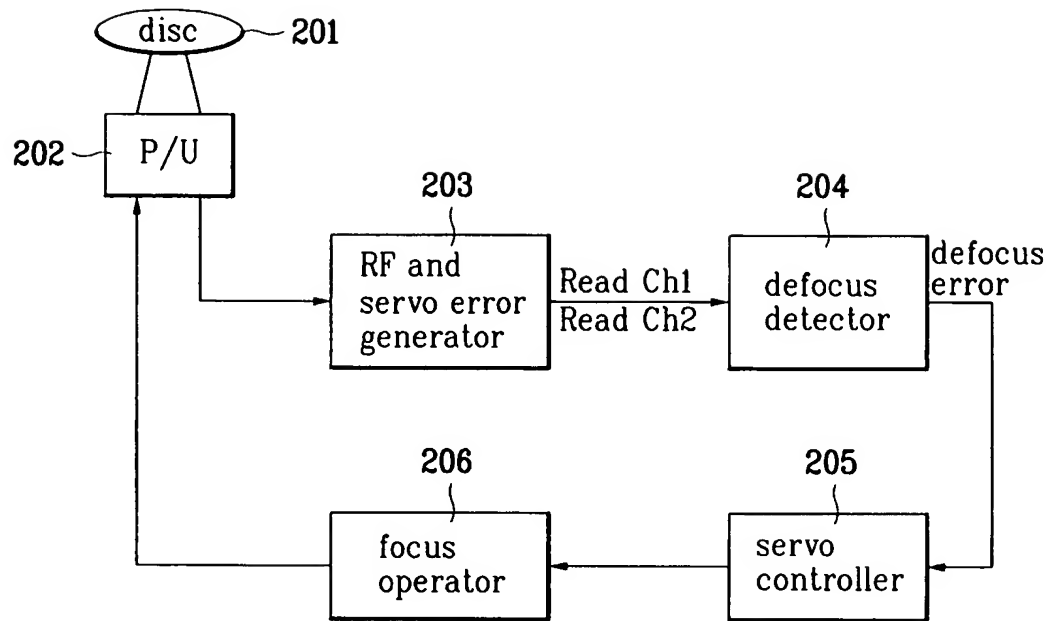 disc
201
202
P/U
203
204
RF and
servo error
generator
Read Ch1
Read Ch2
defocus
detector
defocus
error
206
205
focus
operator
servo
controller